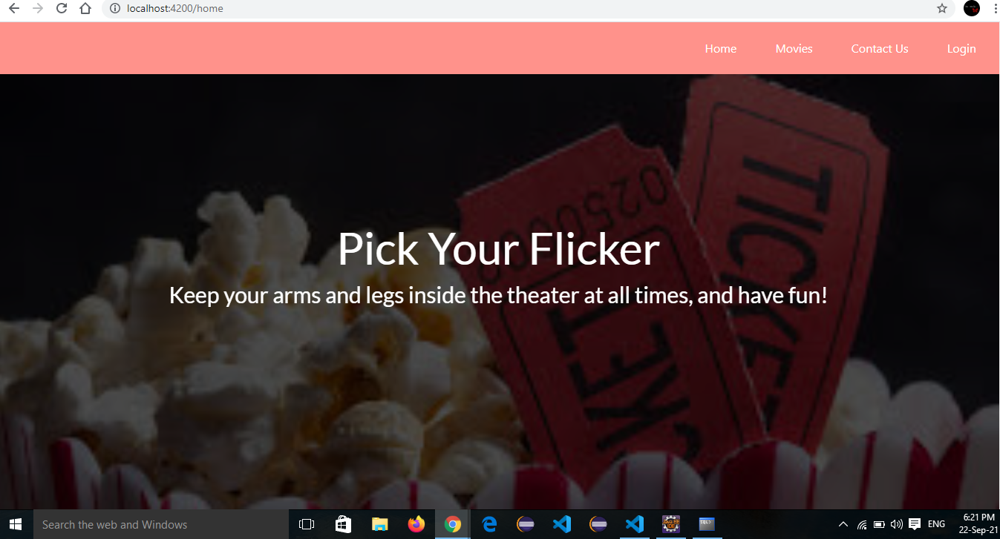 localhost:4200/home
Home Movies Contact Us Login
025008
TICKET
TICKET
Pick Your Flicker
Keep your arms and legs inside the theater at all times, and have fun!
Search the web and Windows
ENG
6:21 PM
22-Sep-21